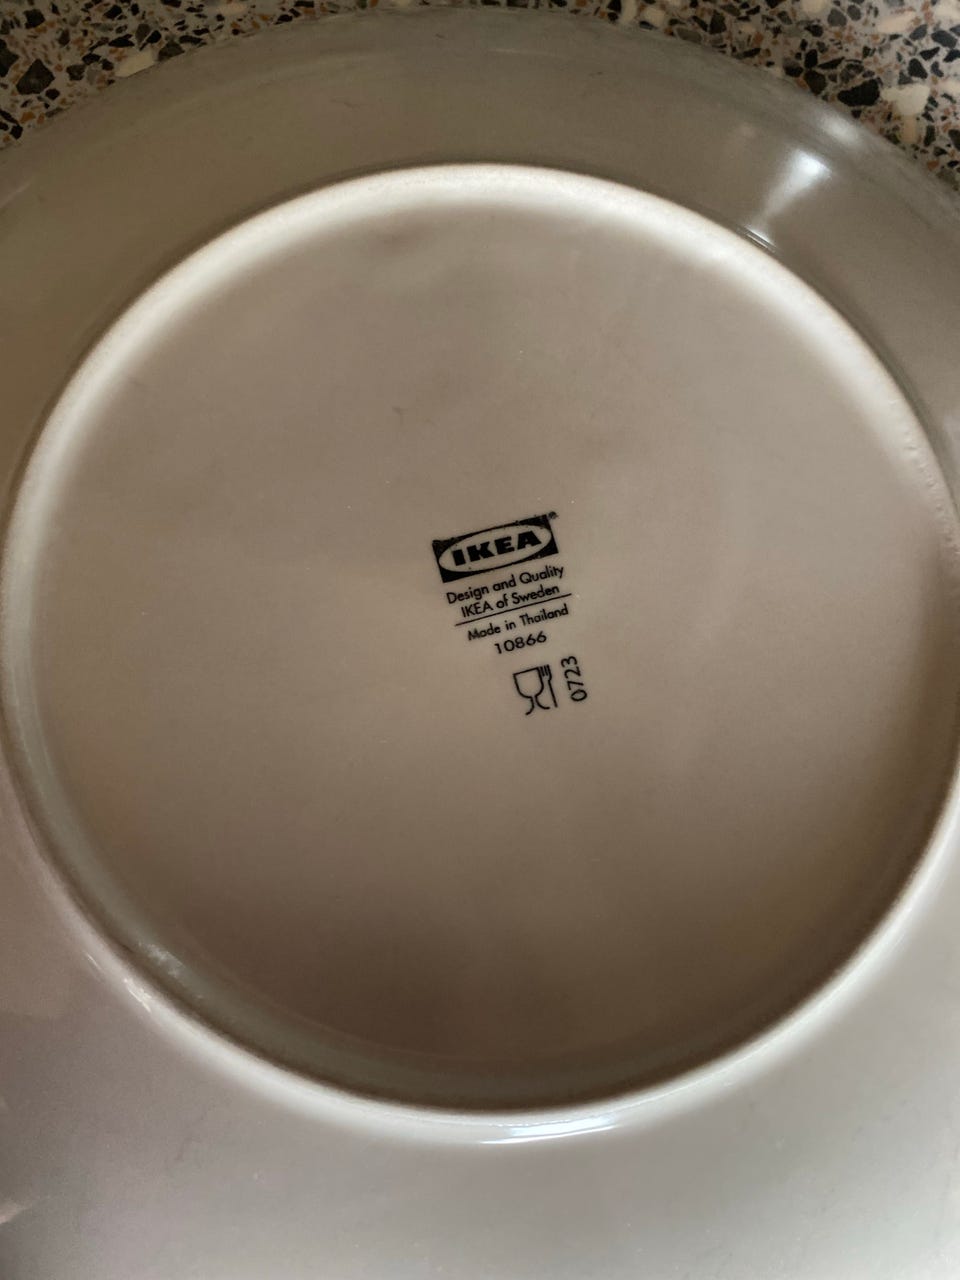 IKEA®
Design and Quality
IKEA of Sweden
Made in Thailand
10866
0723